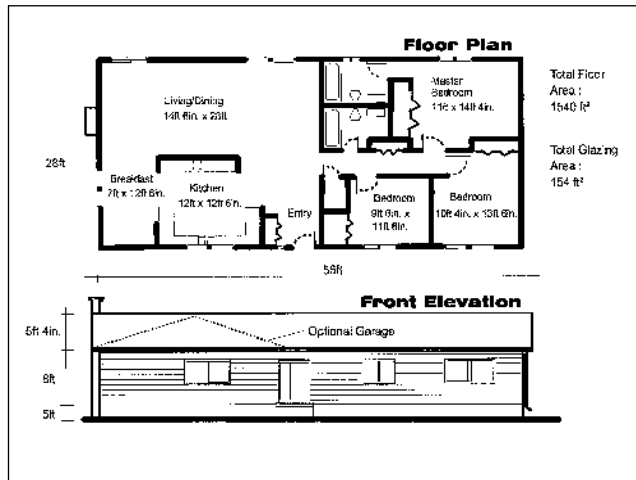 Floor Plan
Living/Dining
14ft 6in. x 28ft
Master
Bedroom
14ft 4in.
Total Floor
Area :
1540 ft²
Total Glazing
Area :
154 ft²
28ft
Breakfast
7ft x 12ft 6in.
Kitchen
12ft x 12ft 6in.
Entry
Bedroom
9ft 6in. x
11ft 6in.
Bedroom
10ft 4in. x 13ft 6in.
Front Elevation
5ft 4in.
Optional Garage
5ft